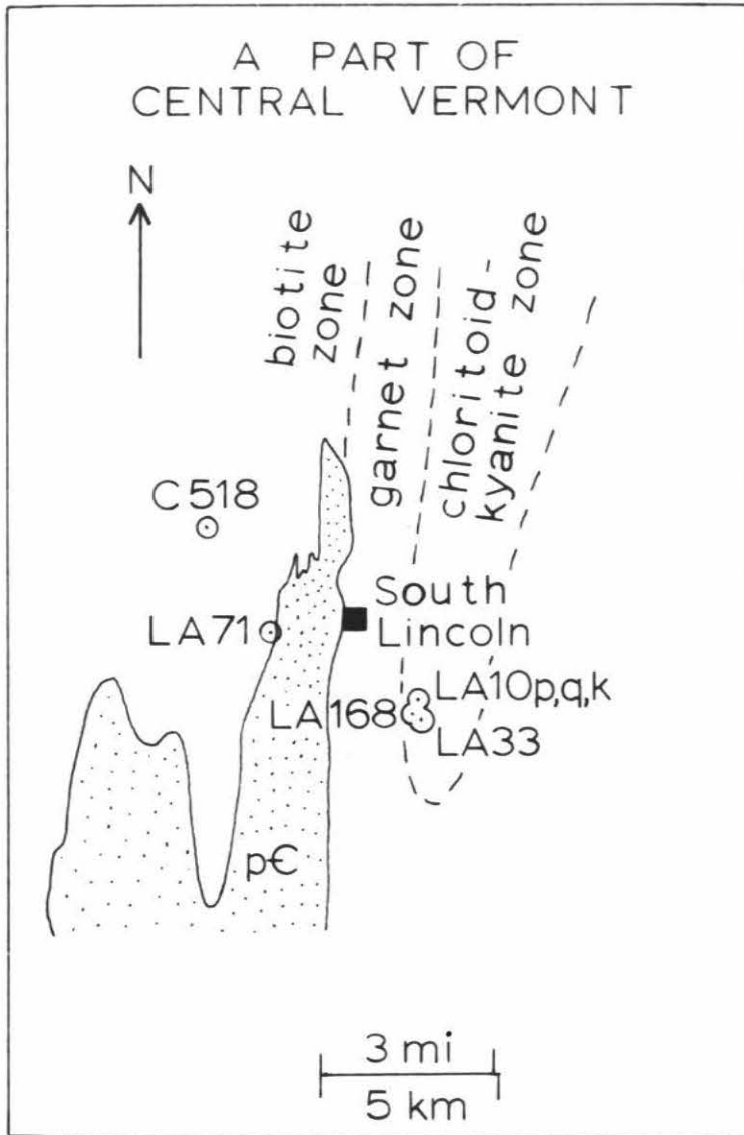 A PART OF
CENTRAL VERMONT
N
biotite
zone
garnet zone
chloritoid-
kyanite zone
C518
South
Lincoln
LA71
LA10p,q,k
LA168
LA33
p€
3 mi
5 km